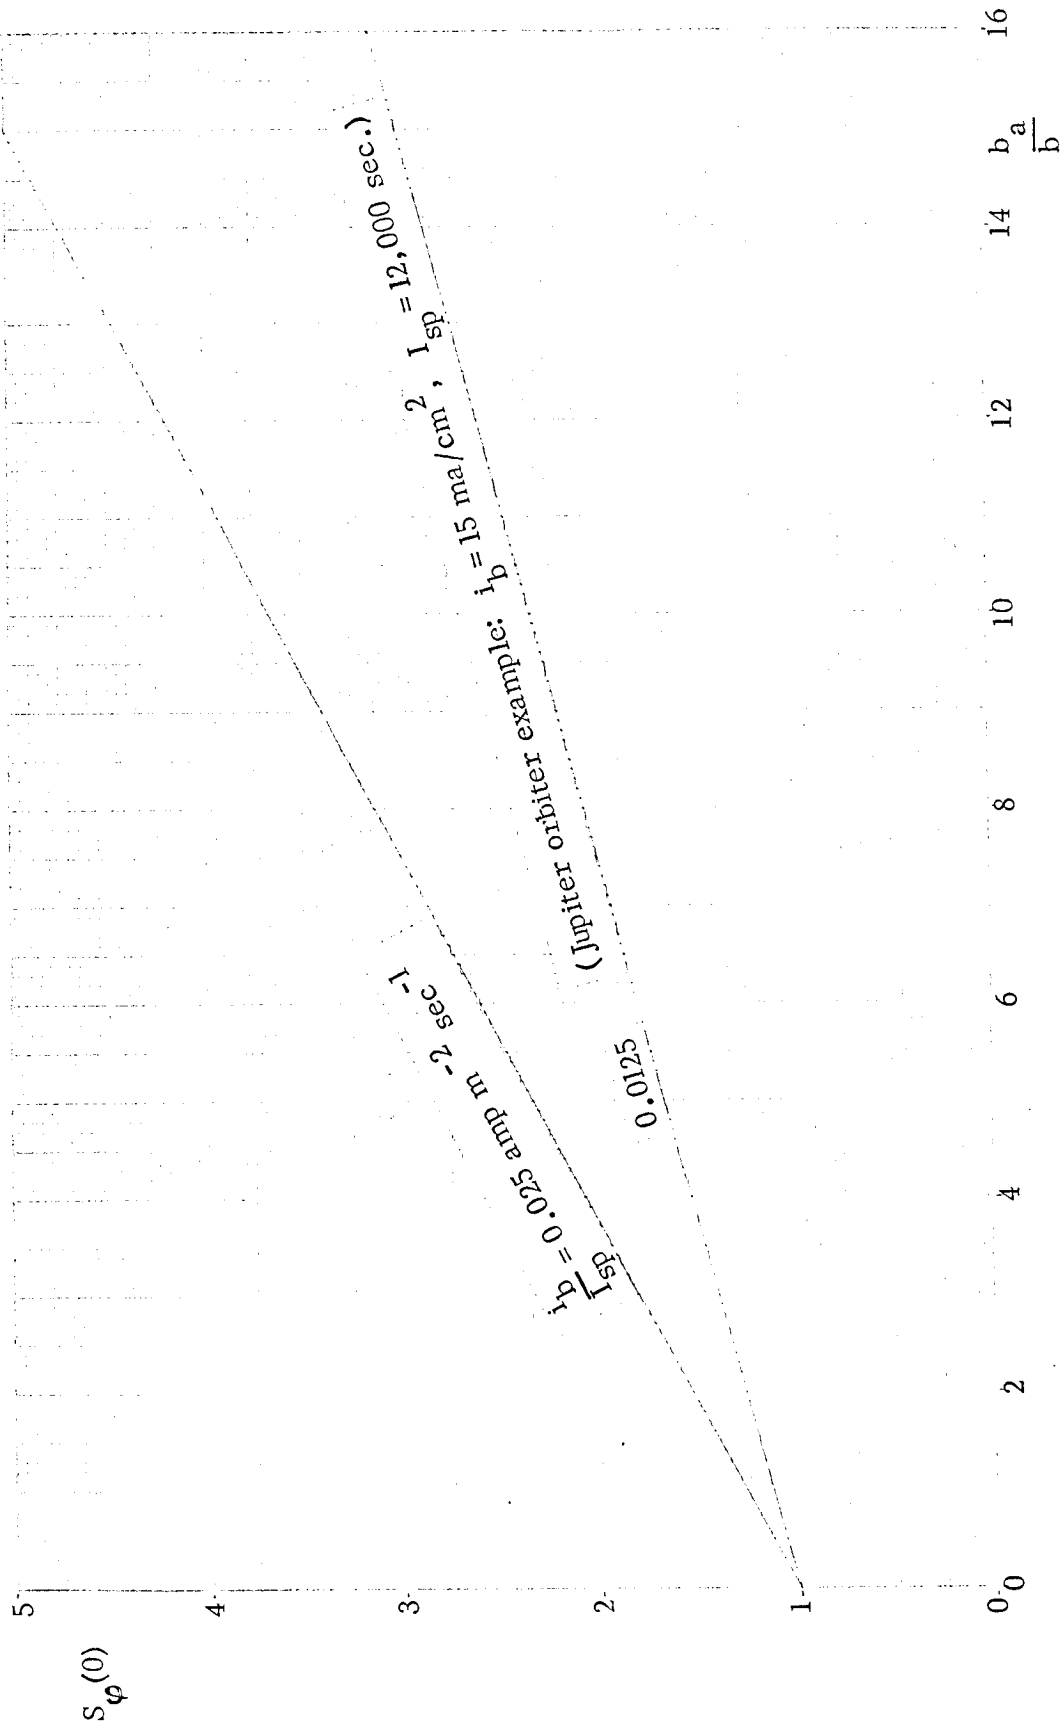 S_φ(0)
5
4
3
2
1
0
0 2 4 6 8 10 12 14 16
b_a
b
i_b
I_sp
= 0.025 amp m^-2 sec^-1
0.0125
(Jupiter orbiter example: i_b = 15 ma/cm^2, I_sp = 12,000 sec.)